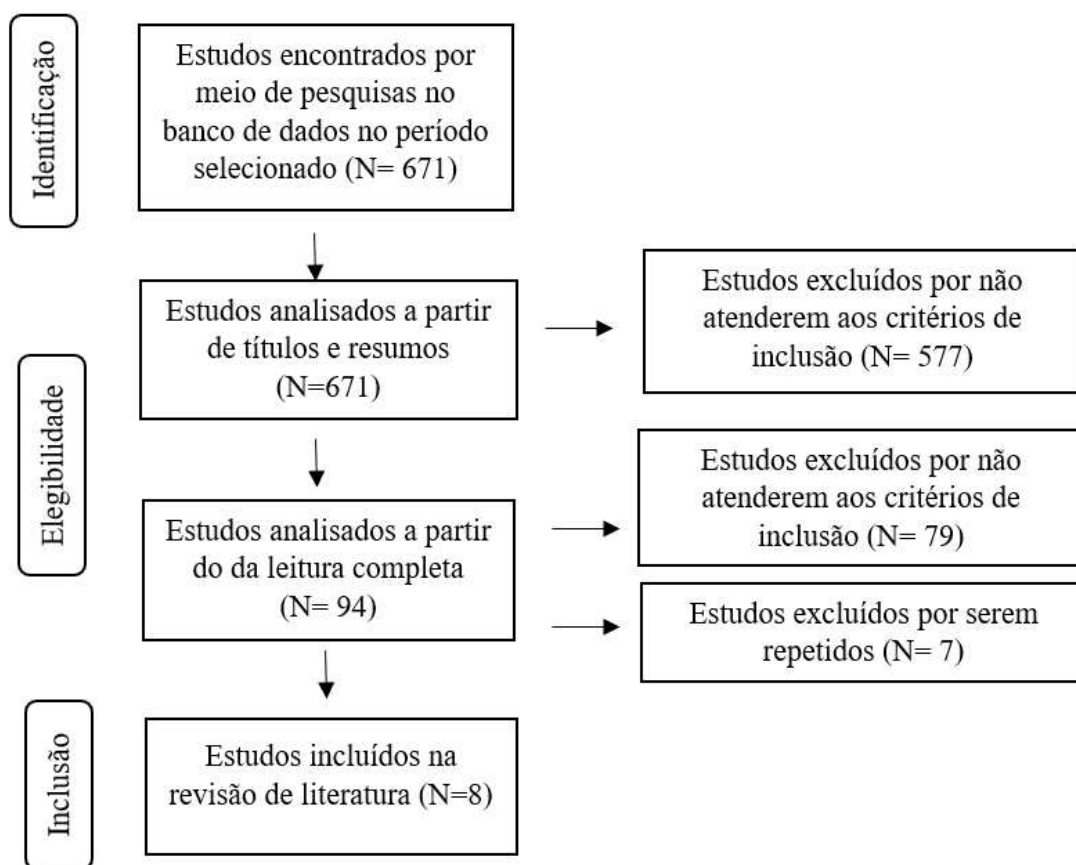 Identificação
Estudos encontrados por
meio de pesquisas no
banco de dados no período
selecionado (N= 671)
Estudos analisados a partir
de títulos e resumos
(N=671)
Estudos excluídos por não
atenderem aos critérios de
inclusão (N= 577)
Elegibilidade
Estudos analisados a partir
do da leitura completa
(N= 94)
Estudos excluídos por não
atenderem aos critérios de
inclusão (N= 79)
Estudos excluídos por serem
repetidos (N= 7)
Inclusão
Estudos incluídos na
revisão de literatura (N=8)